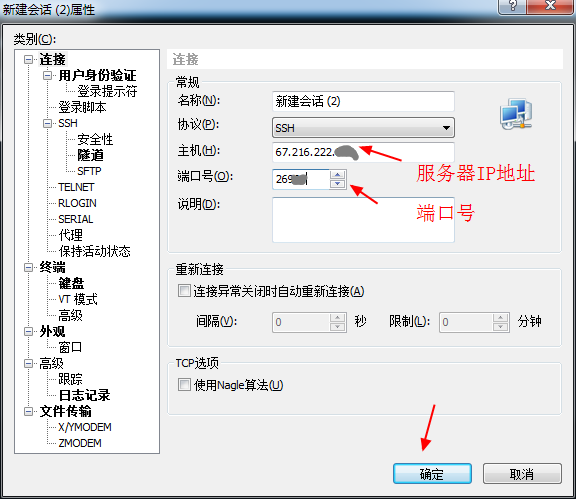 新建会话 (2)属性
类别(C):
连接
用户身份验证
登录提示符
登录脚本
SSH
安全性
隧道
SFTP
TELNET
RLOGIN
SERIAL
代理
保持活动状态
终端
键盘
VT 模式
高级
外观
窗口
高级
跟踪
日志记录
文件传输
X/YMODEM
ZMODEM
连接
常规
名称(N):
新建会话 (2)
协议(P):
SSH
主机(H):
67.216.222.
服务器IP地址
端口号(O):
269
端口号
说明(D):
重新连接
连接异常关闭时自动重新连接(A)
间隔(V): 0 秒 限制(L): 0 分钟
TCP选项
使用Nagle算法(U)
确定
取消